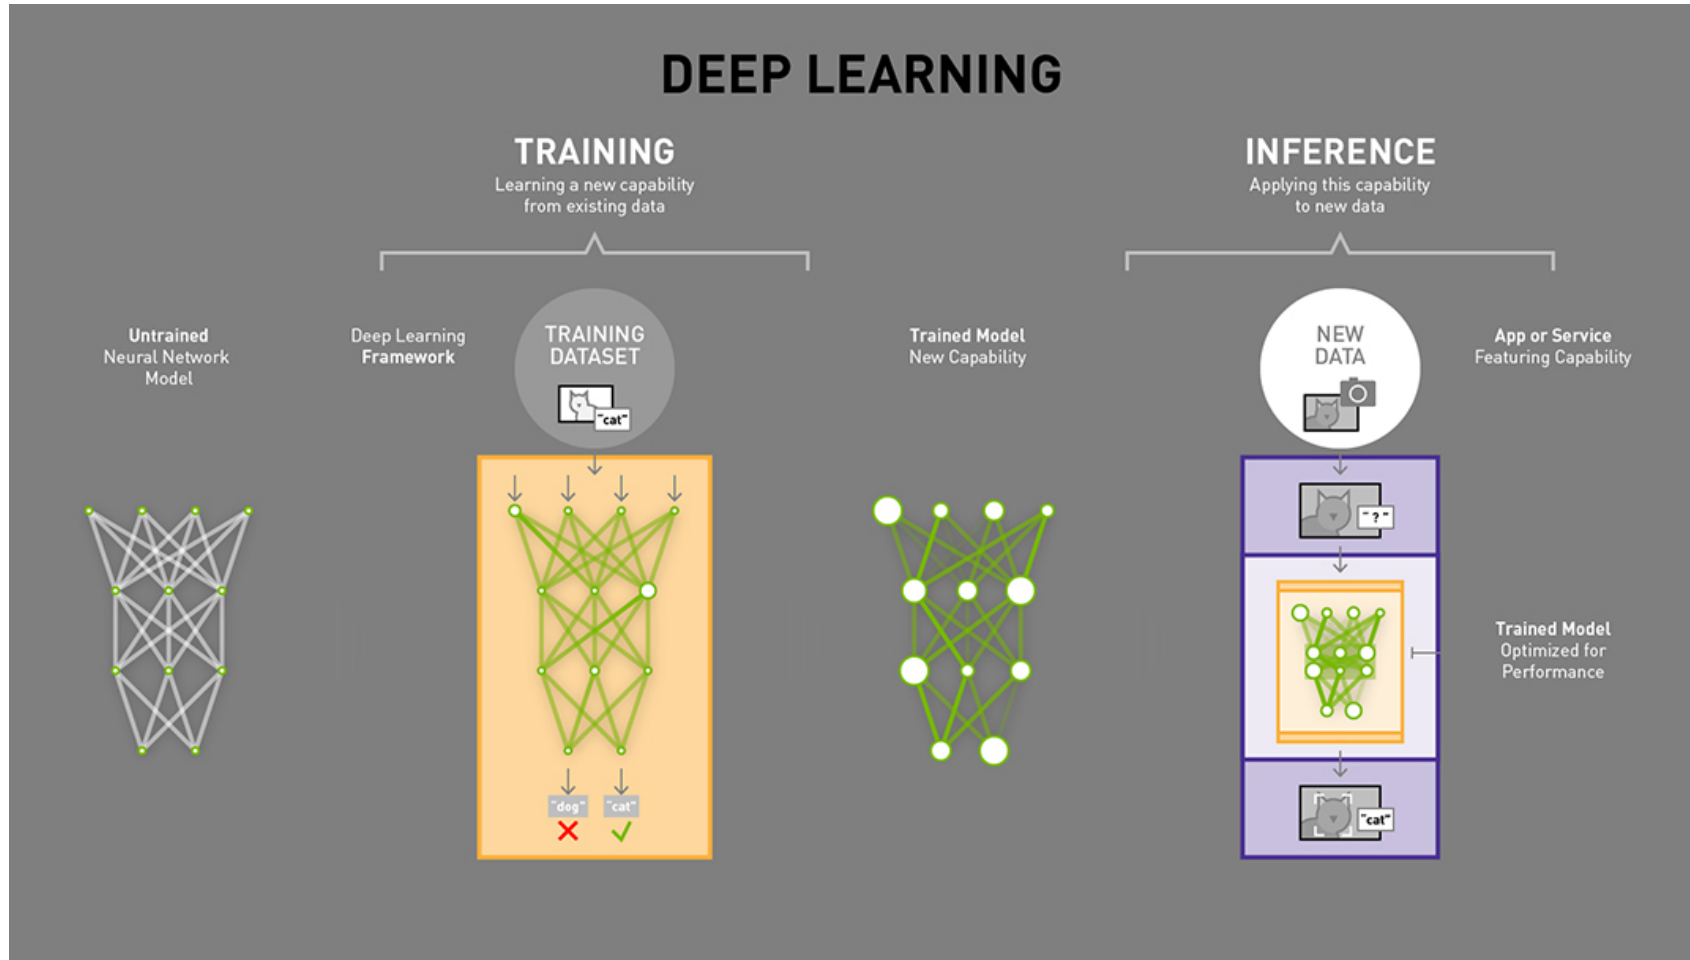 DEEP LEARNING
TRAINING
Learning a new capability
from existing data
INFERENCE
Applying this capability
to new data
Untrained
Neural Network
Model
Deep Learning
Framework
TRAINING
DATASET
"cat"
Trained Model
New Capability
NEW
DATA
App or Service
Featuring Capability
"?"
Trained Model
Optimized for
Performance
"dog"
"cat"
"cat"